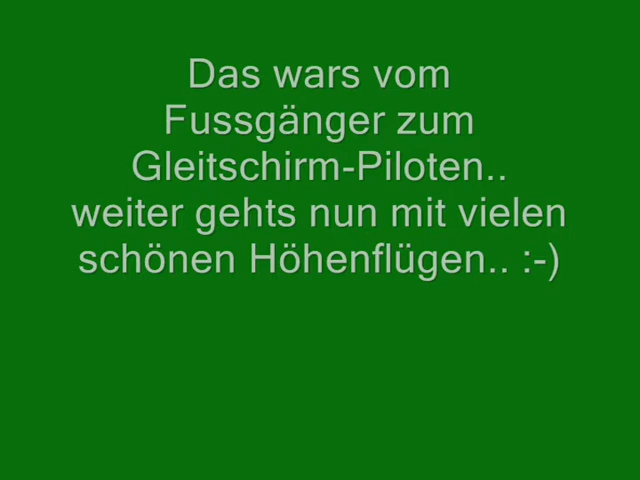 Das wars vom
Fussgänger zum
Gleitschirm-Piloten..
weiter gehts nun mit vielen
schönen Höhenflügen.. :-)